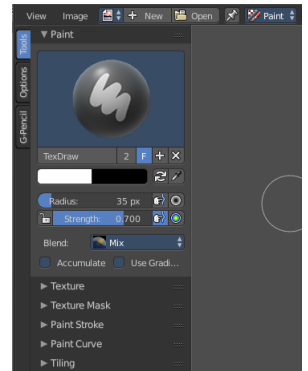 View Image New Open Paint
Tools
Options
G-Pencil
Paint
TexDraw 2 F
Radius: 35 px
Strength: 0.700
Blend: Mix
Accumulate Use Gradi...
Texture
Texture Mask
Paint Stroke
Paint Curve
Tiling